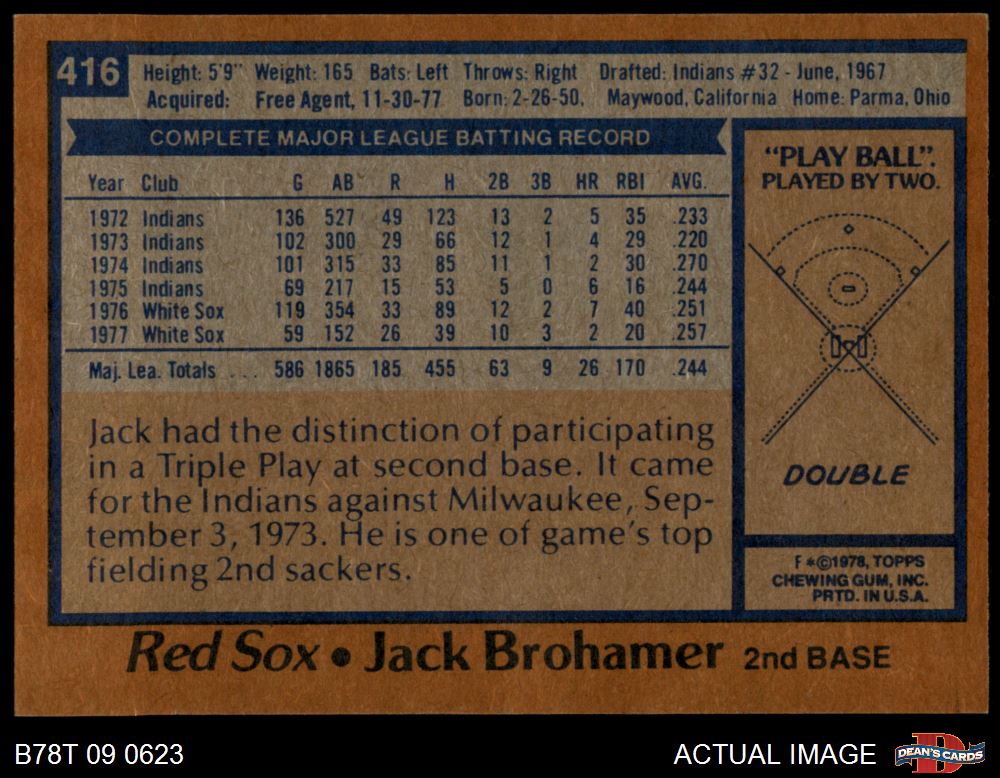 416
Height: 5'9" Weight: 165 Bats: Left Throws: Right Drafted: Indians #32 - June, 1967
Acquired: Free Agent, 11-30-77 Born: 2-26-50, Maywood, California Home: Parma, Ohio
COMPLETE MAJOR LEAGUE BATTING RECORD
Year Club G AB R H 2B 3B HR RBI AVG.
1972 Indians 136 527 49 123 13 2 5 35 .233
1973 Indians 102 300 29 66 12 1 4 29 .220
1974 Indians 101 315 33 85 11 1 2 30 .270
1975 Indians 69 217 15 53 5 0 6 16 .244
1976 White Sox 119 354 33 89 12 2 7 40 .251
1977 White Sox 59 152 26 39 10 3 2 20 .257
Maj. Lea. Totals ... 586 1865 185 455 63 9 26 170 .244
Jack had the distinction of participating
in a Triple Play at second base. It came
for the Indians against Milwaukee, Sep-
tember 3, 1973. He is one of game's top
fielding 2nd sackers.
"PLAY BALL".
PLAYED BY TWO.
DOUBLE
F*©1978, TOPPS
CHEWING GUM, INC.
PRTD. IN U.S.A.
Red Sox • Jack Brohamer 2nd BASE
B78T 09 0623
ACTUAL IMAGE
DEAN'S CARDS